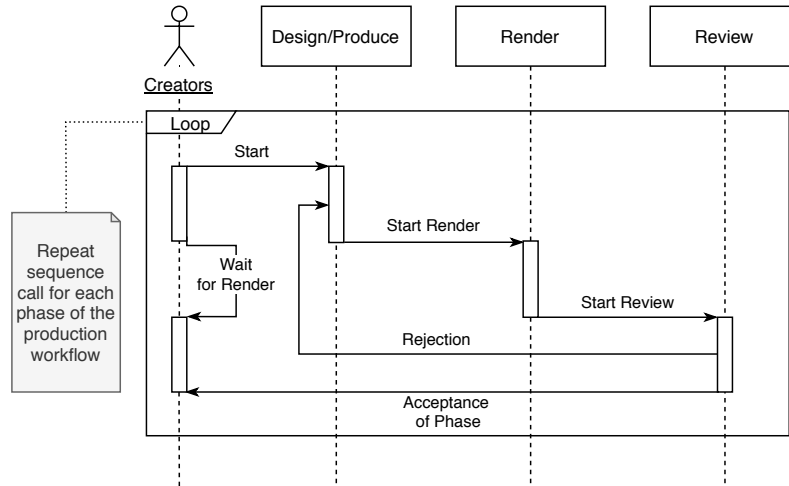 Design/Produce
Render
Review
Creators
Loop
Start
Start Render
Repeat
sequence
call for each
phase of the
production
workflow
Wait
for Render
Start Review
Rejection
Acceptance
of Phase